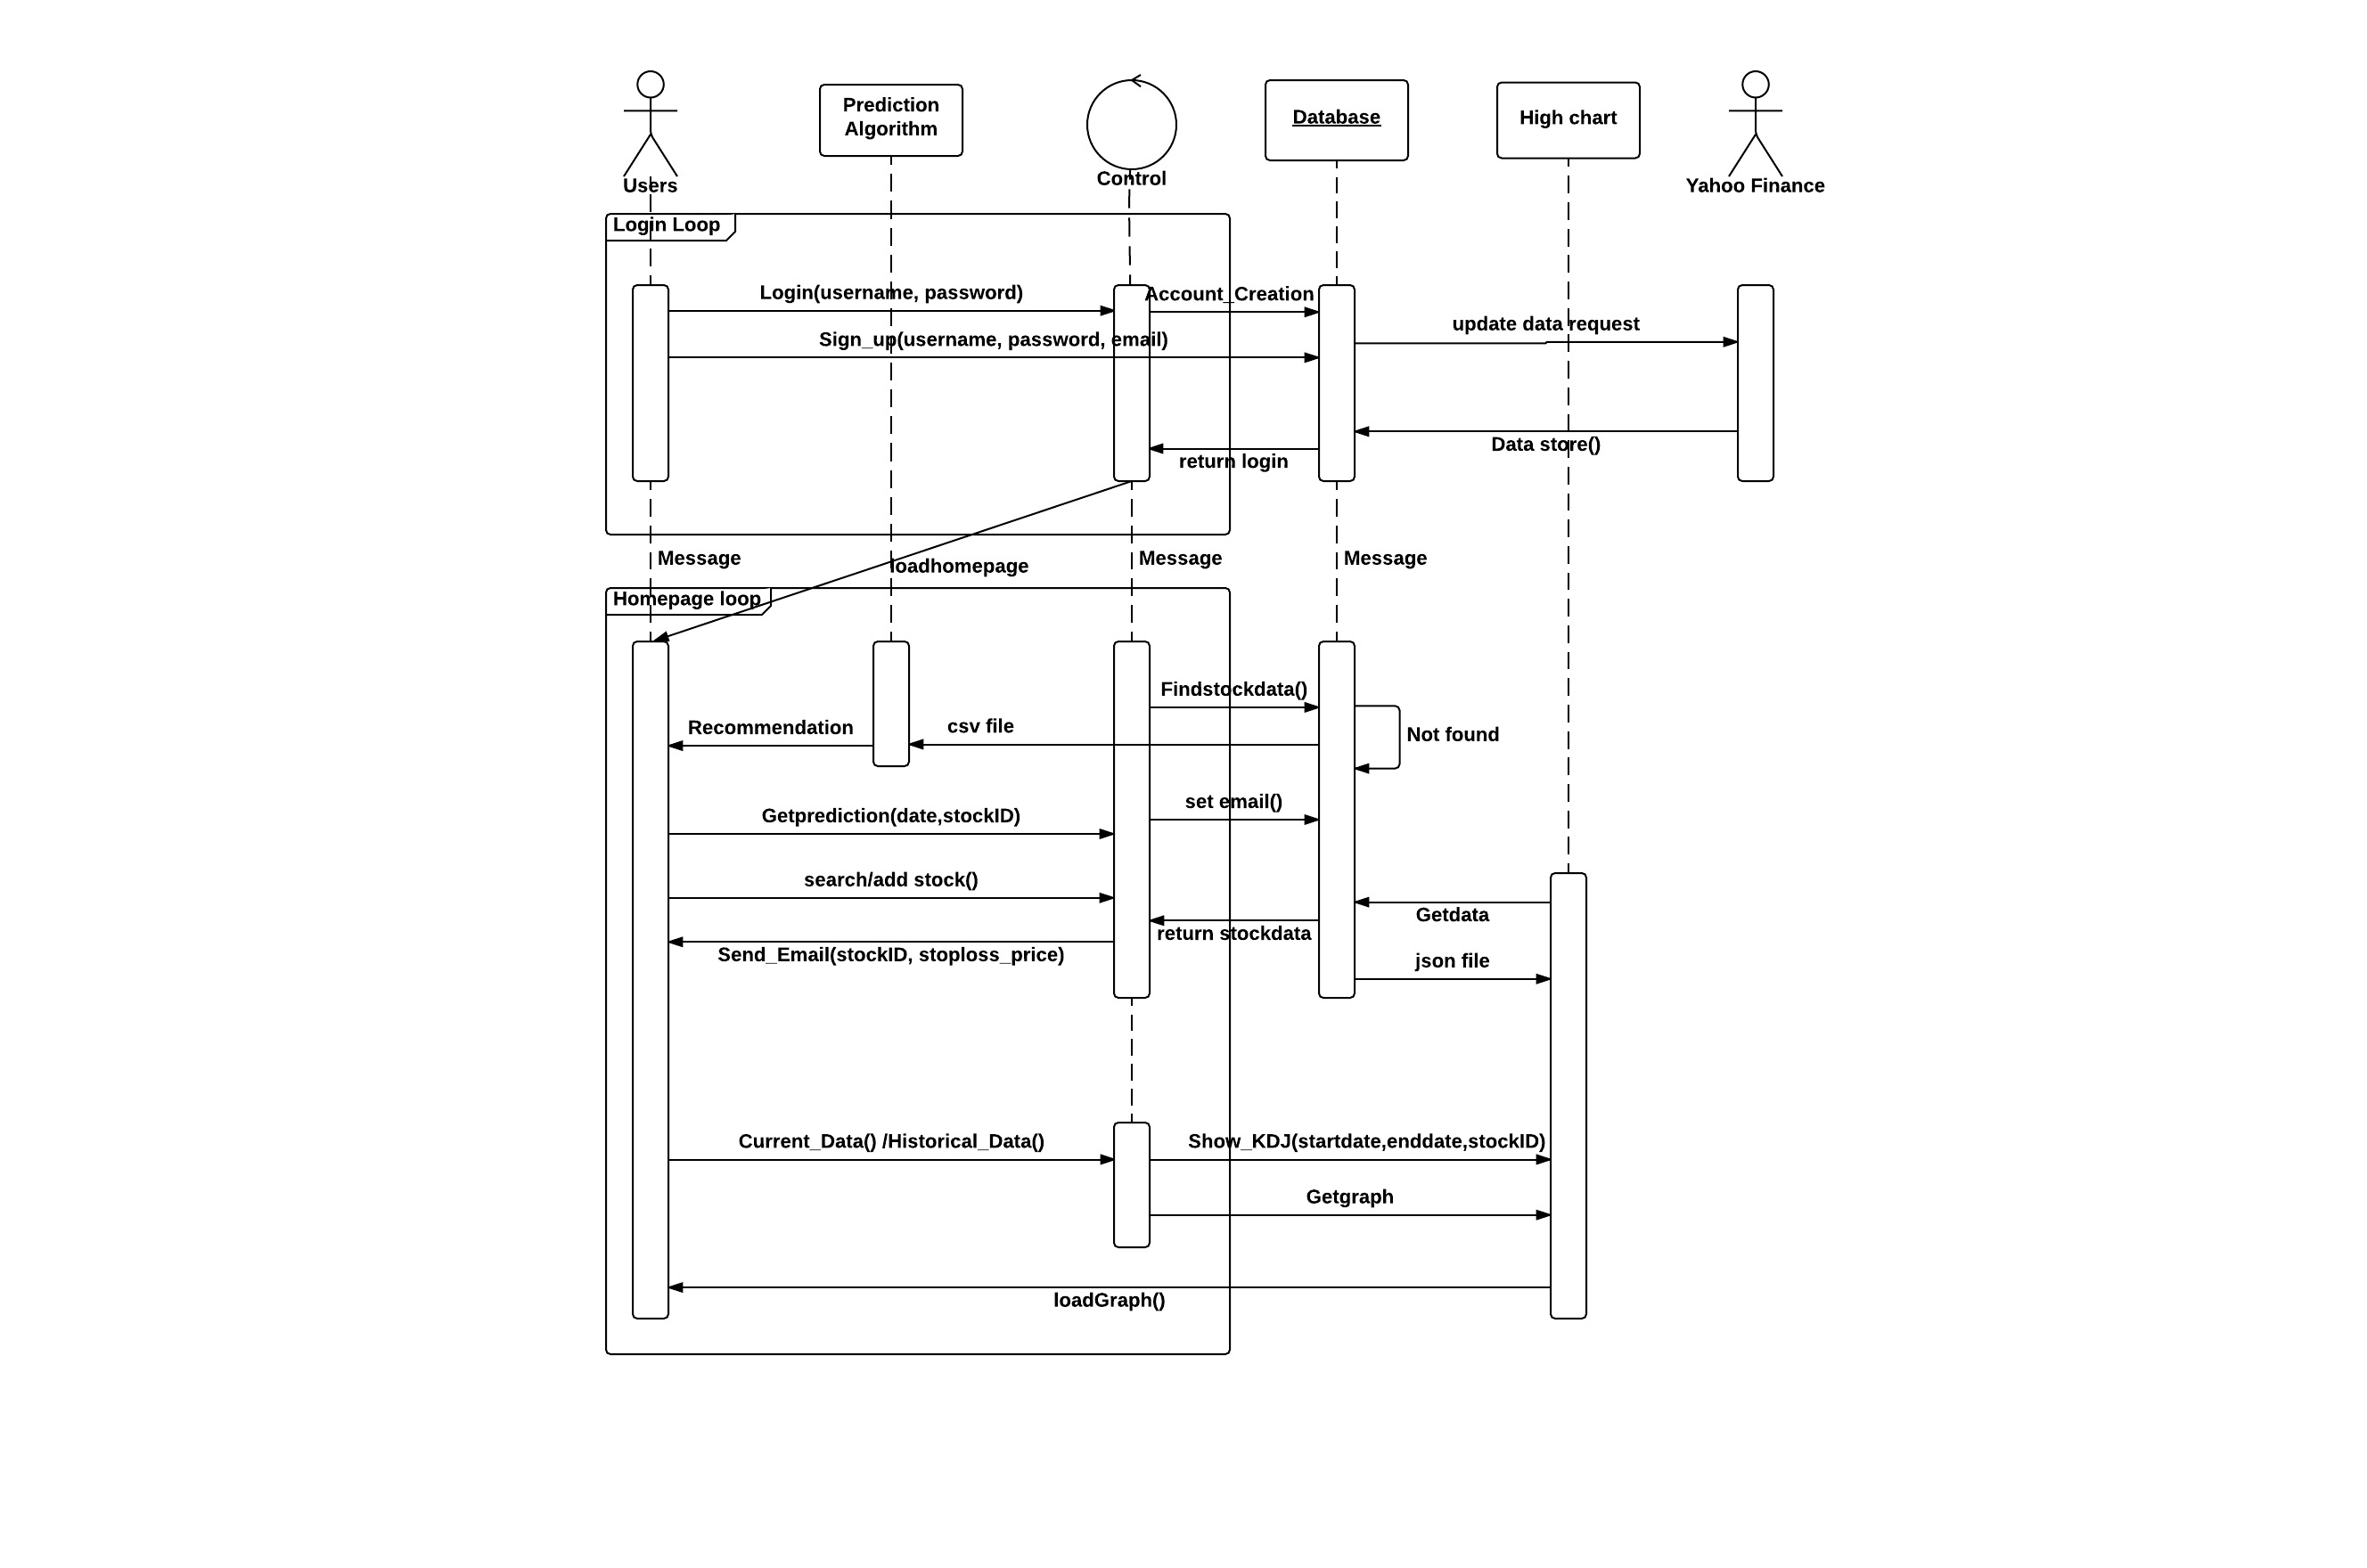 Prediction
Algorithm
Database
High chart
Users
Control
Yahoo Finance
Login Loop
Login(username, password)
Account_Creation
update data request
Sign_up(username, password, email)
Data store()
return login
Message
loadhomepage
Message
Message
Homepage loop
Findstockdata()
Recommendation
csv file
Not found
Getprediction(date,stockID)
set email()
search/add stock()
Getdata
return stockdata
Send_Email(stockID, stoploss_price)
json file
Current_Data() /Historical_Data()
Show_KDJ(startdate,enddate,stockID)
Getgraph
loadGraph()